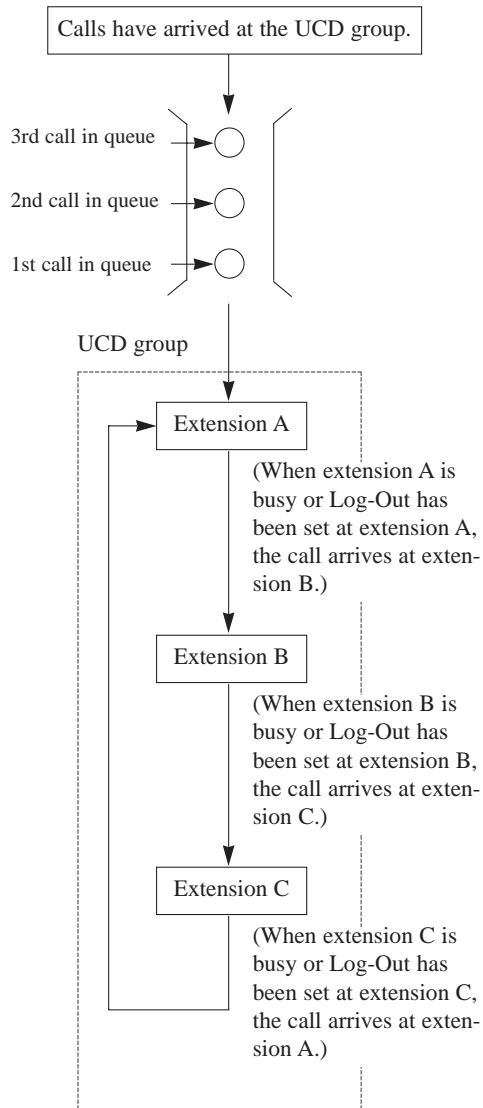 Calls have arrived at the UCD group.
3rd call in queue
2nd call in queue
1st call in queue
UCD group
Extension A
(When extension A is
busy or Log-Out has
been set at extension A,
the call arrives at exten-
sion B.)
Extension B
(When extension B is
busy or Log-Out has
been set at extension B,
the call arrives at exten-
sion C.)
Extension C
(When extension C is
busy or Log-Out has
been set at extension C,
the call arrives at exten-
sion A.)